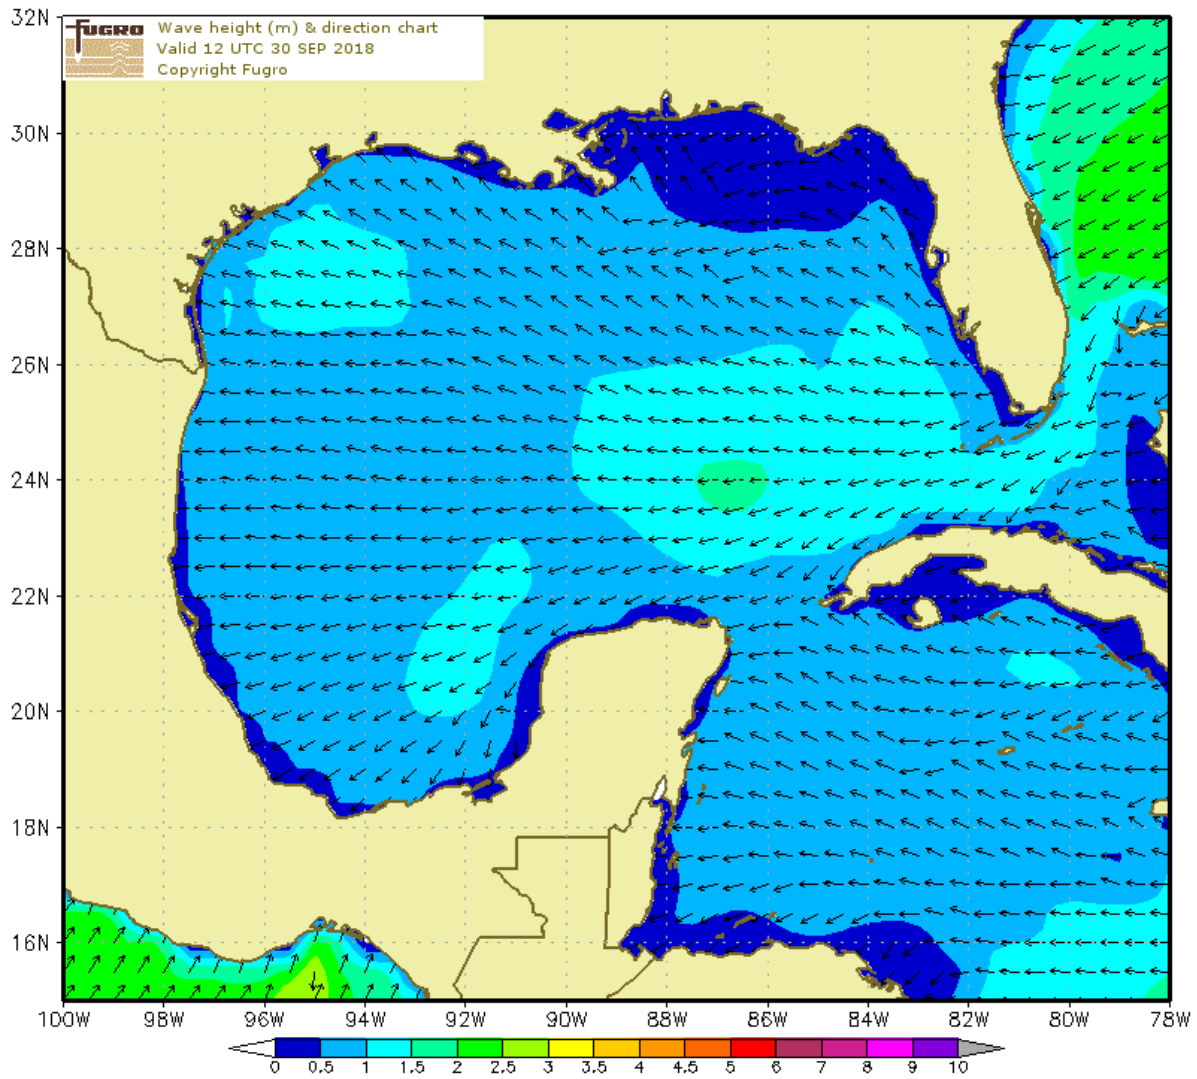 FUGRO
Wave height (m) & direction chart
Valid 12 UTC 30 SEP 2018
Copyright Fugro
32N
30N
28N
26N
24N
22N
20N
18N
16N
100W 98W 96W 94W 92W 90W 88W 86W 84W 82W 80W 78W
0 0.5 1 1.5 2 2.5 3 3.5 4 4.5 5 6 7 8 9 10